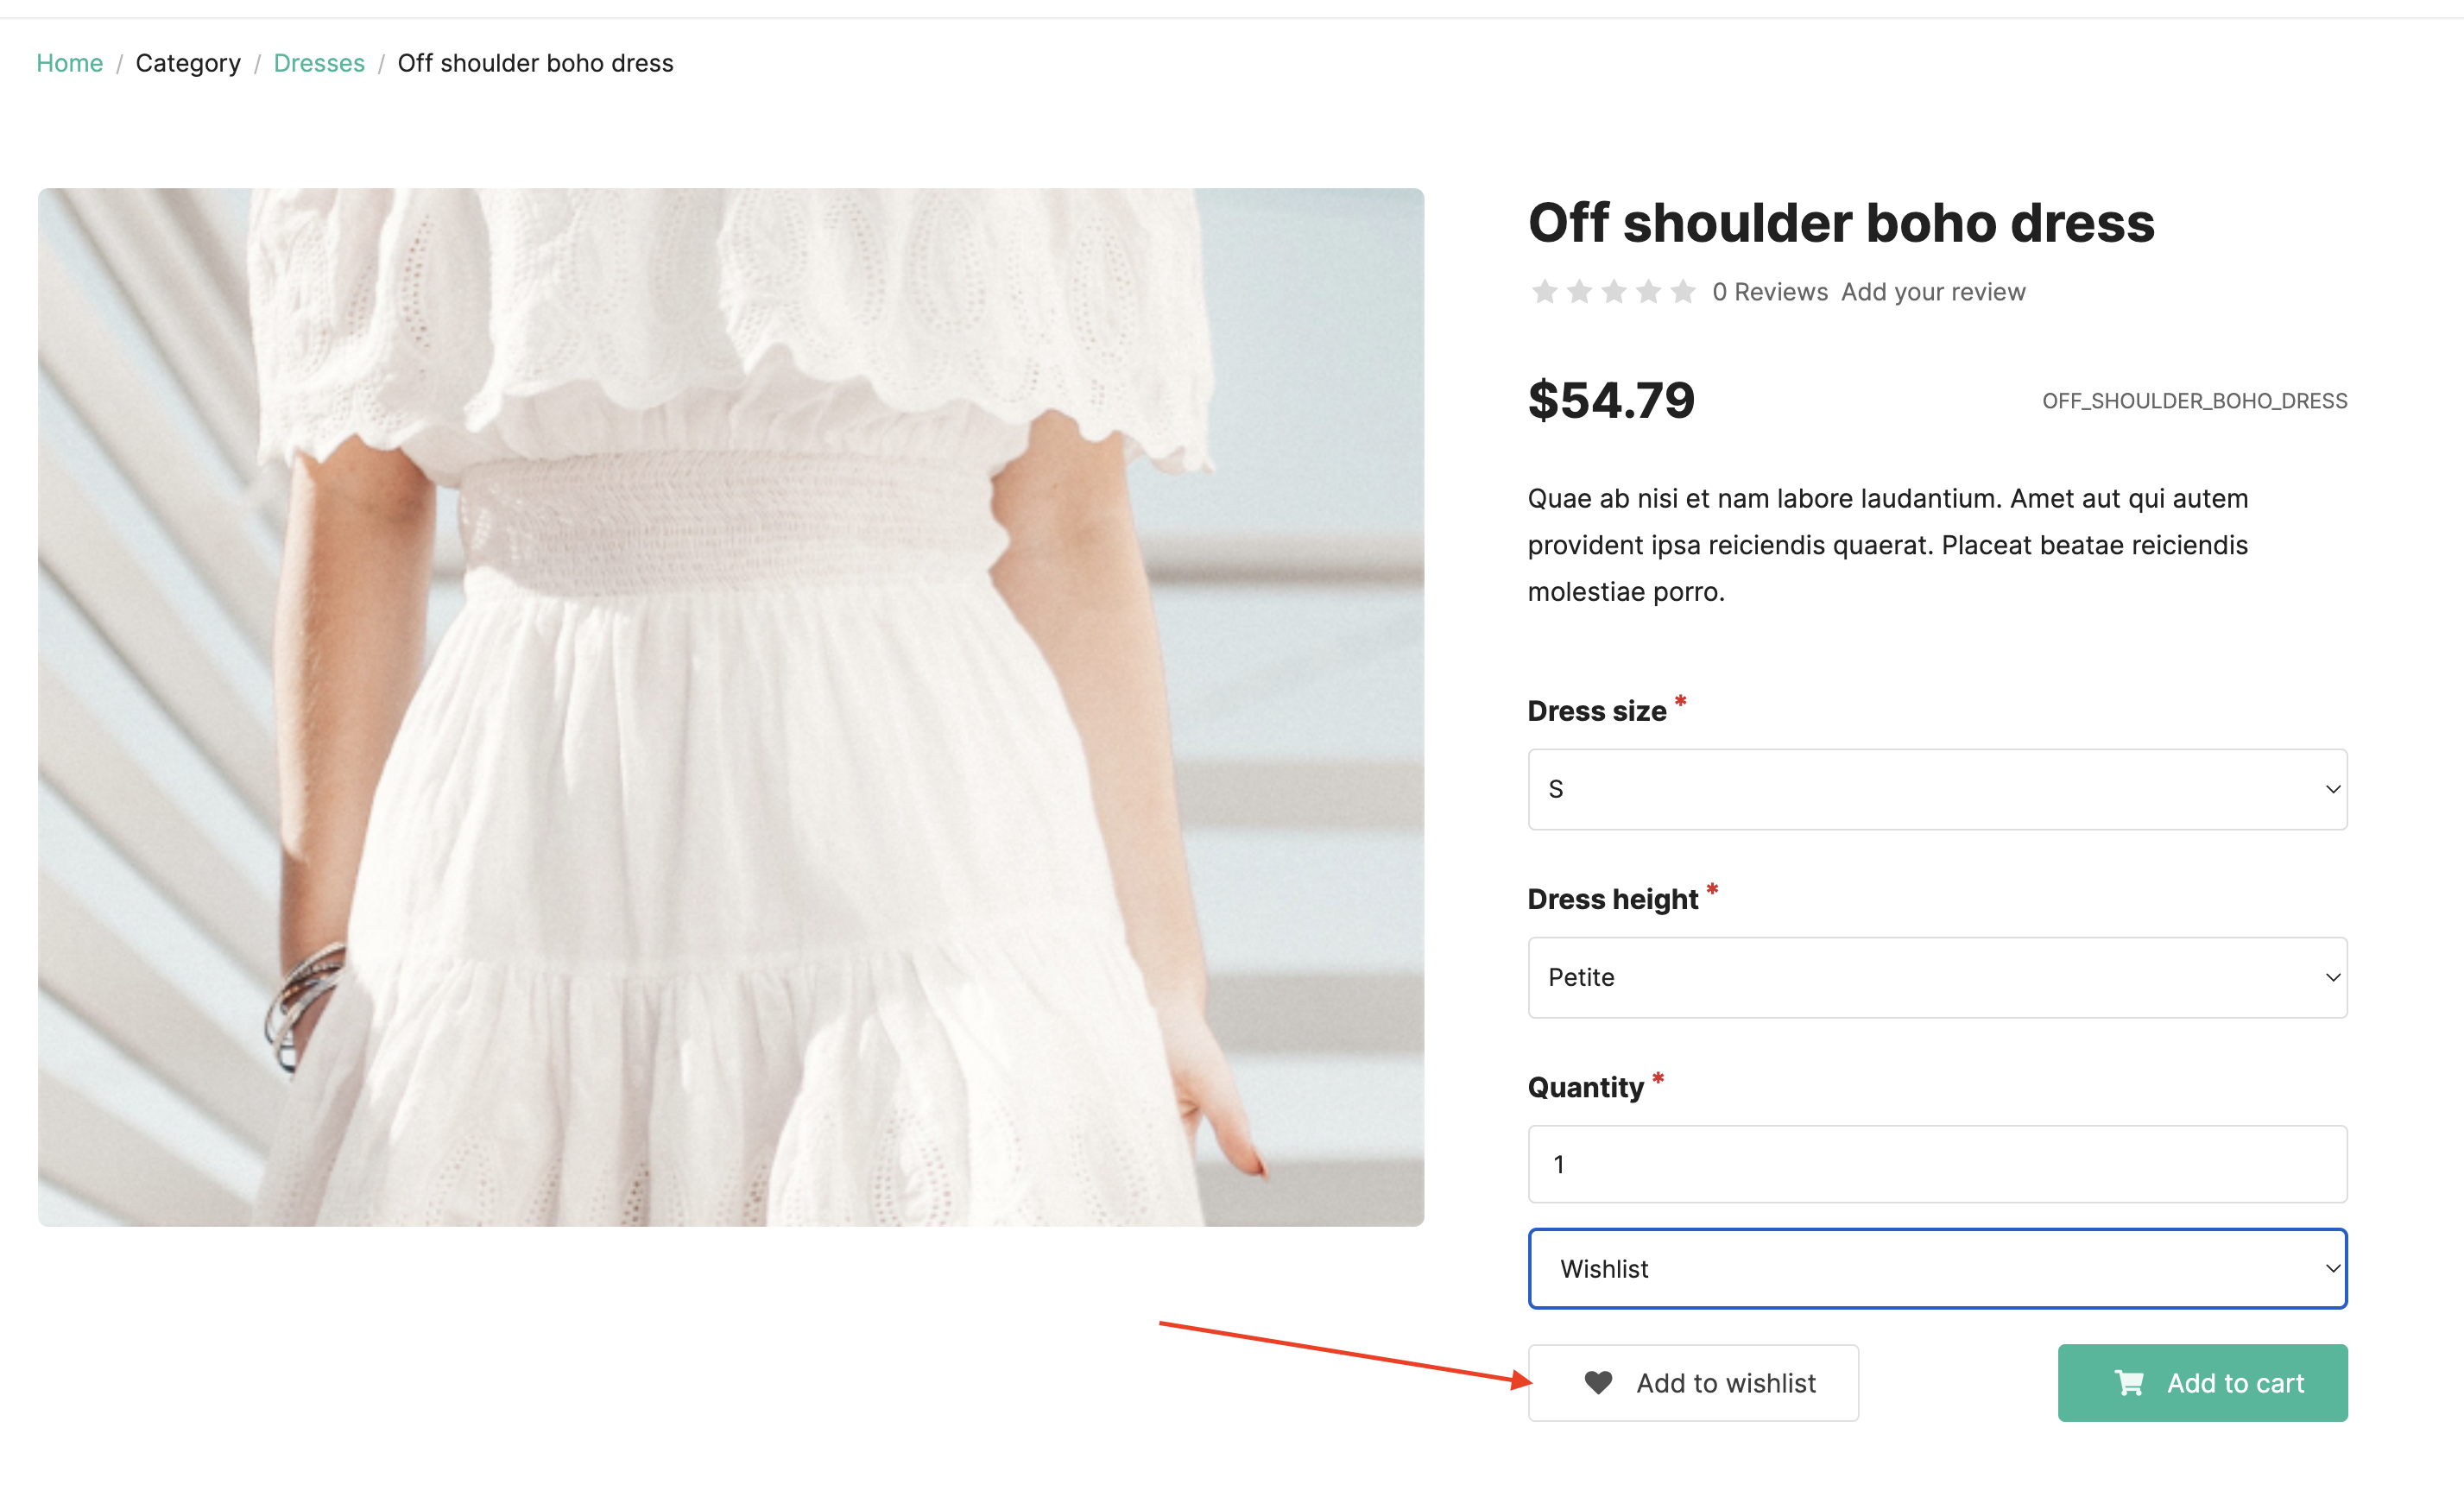 Home / Category / Dresses / Off shoulder boho dress
Off shoulder boho dress
0 Reviews Add your review
$54.79
OFF_SHOULDER_BOHO_DRESS
Quae ab nisi et nam labore laudantium. Amet aut qui autem
provident ipsa reiciendis quaerat. Placeat beatae reiciendis
molestiae porro.
Dress size *
S
Dress height *
Petite
Quantity *
1
Wishlist
Add to wishlist
Add to cart